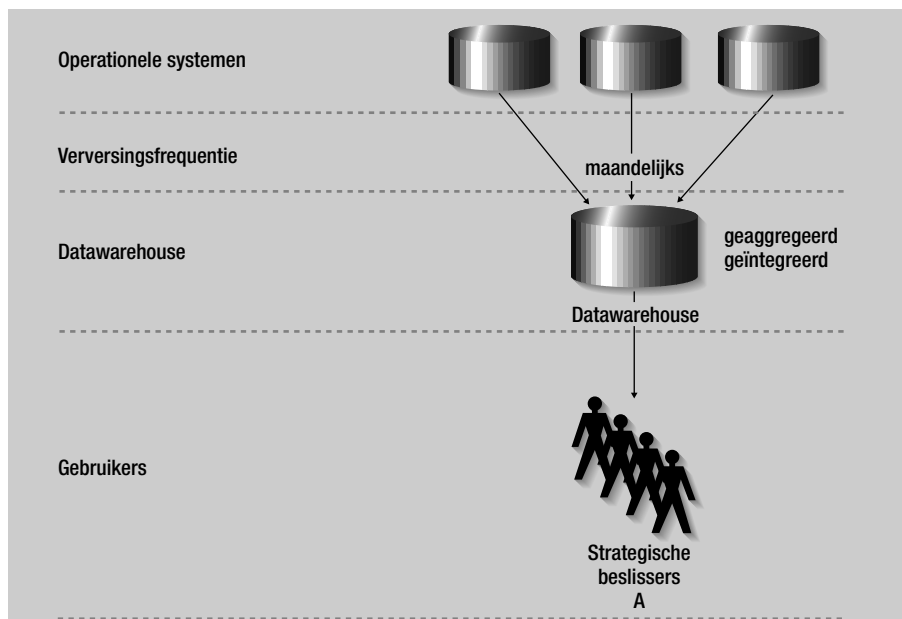 Operationele systemen
Verversingsfrequentie
maandelijks
Datawarehouse
geaggregeerd
geïntegreerd
Datawarehouse
Gebruikers
Strategische
beslissers
A